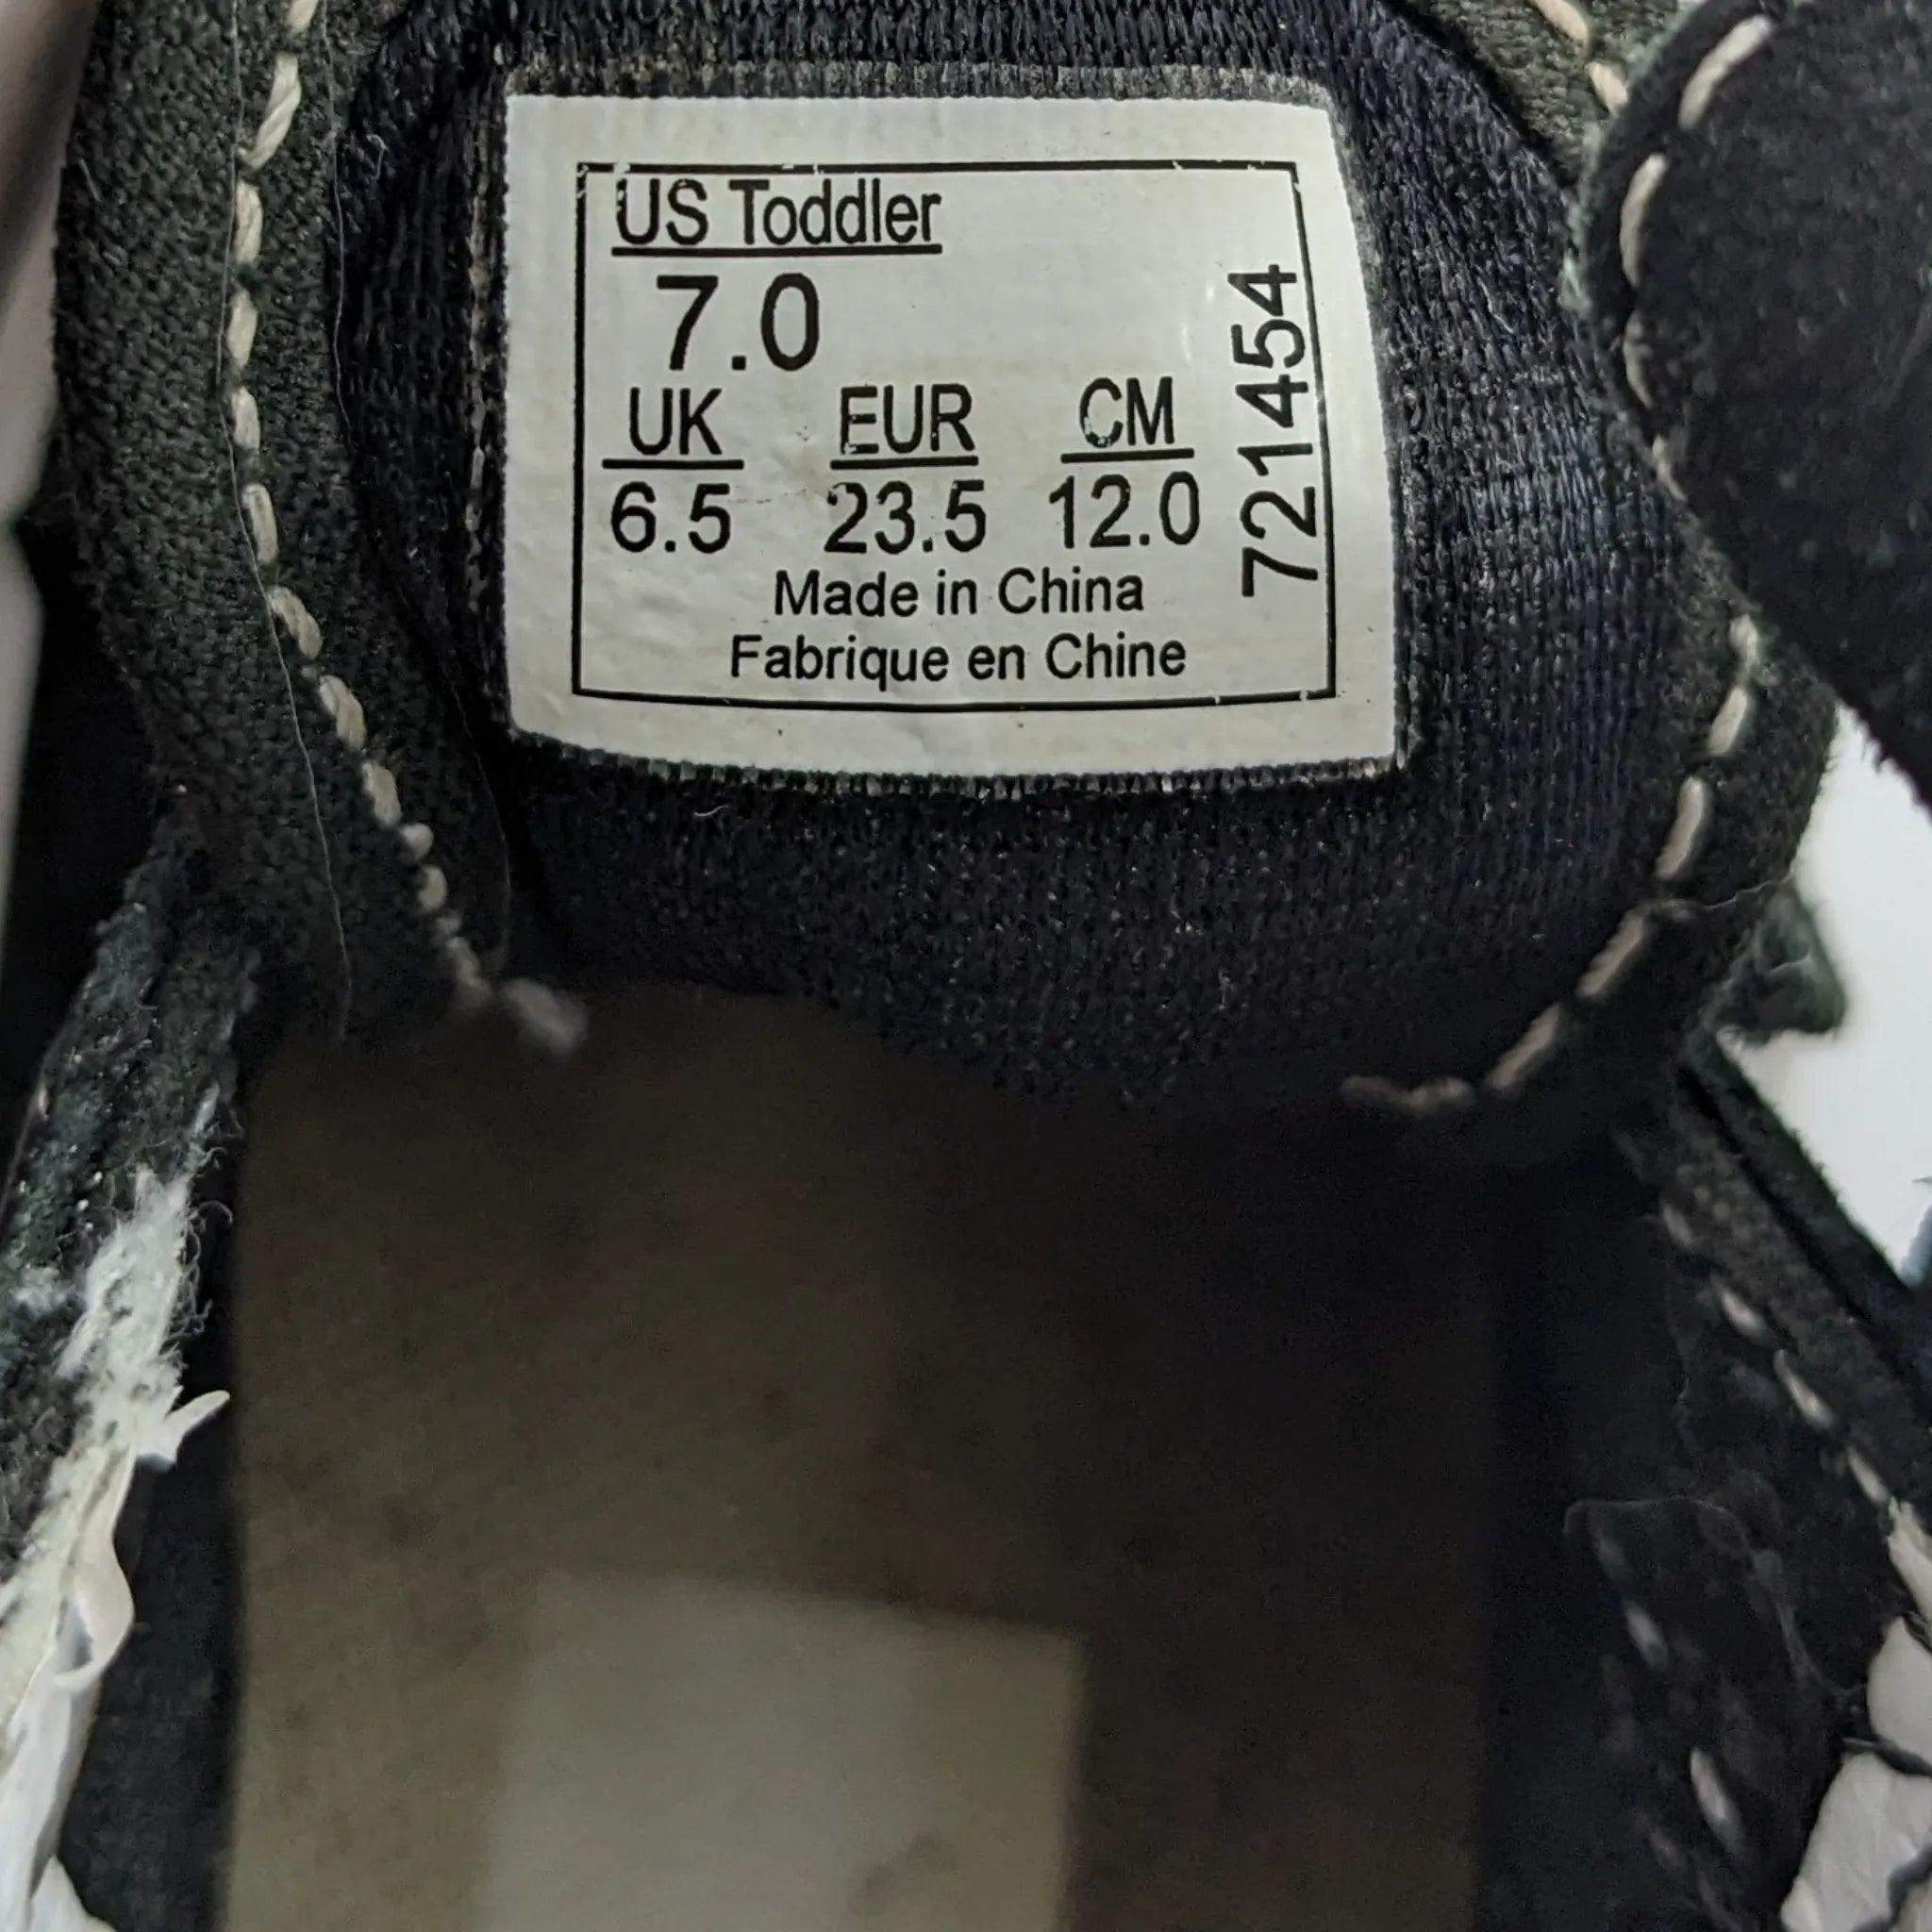 US Toddler
7.0
UK EUR CM
6.5 23.5 12.0
Made in China
Fabrique en Chine
721454